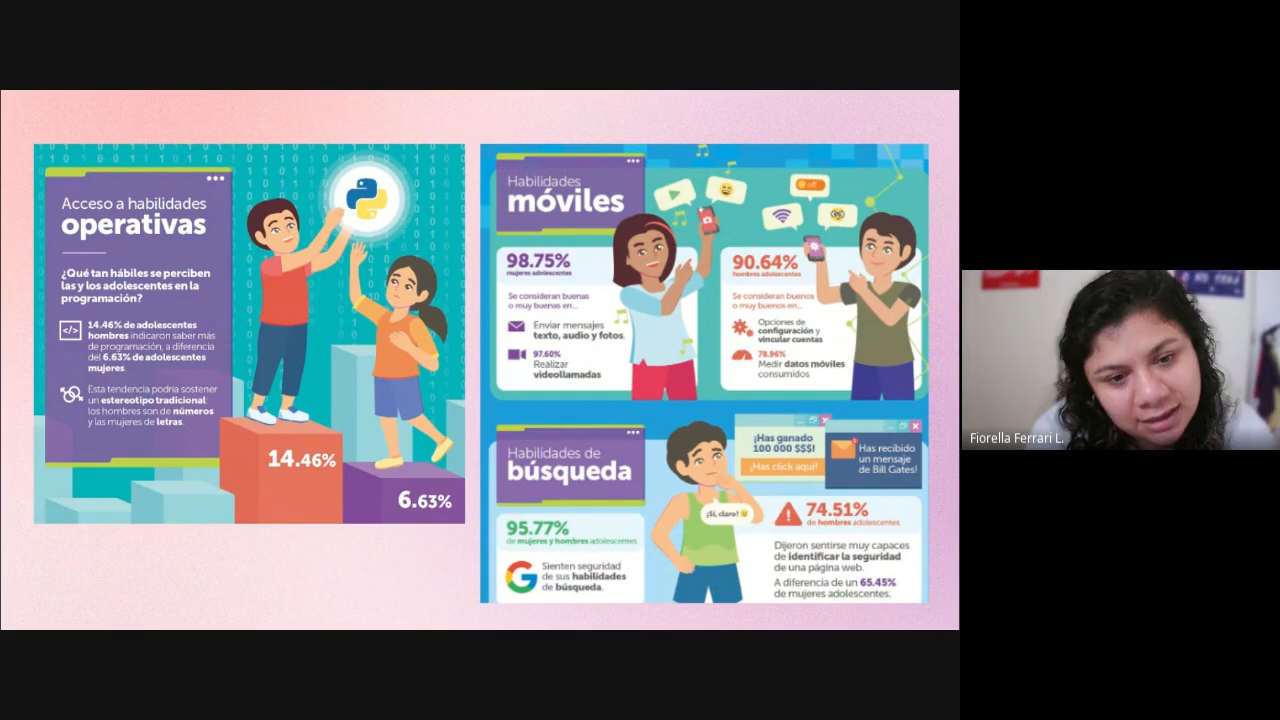 Acceso a habilidades
operativas
¿Qué tan hábiles se perciben
las y los adolescentes en la
programación?
</>
14.46% de adolescentes
hombres indicaron saber más
de programación, a diferencia
del 6.63% de adolescentes
mujeres.
Esta tendencia podría sostener
un estereotipo tradicional:
los hombres son de números
y las mujeres de letras.
14.46%
6.63%
Habilidades
móviles
98.75%
mujeres adolescentes
Se consideran buenas
o muy buenas en...
Enviar mensajes
texto, audio y fotos.
97.60%
Realizar
videollamadas
off
90.64%
hombres adolescentes
Se consideran buenos
o muy buenos en...
Opciones de
configuración y
vincular cuentas
78.96%
Medir datos móviles
consumidos
Habilidades de
búsqueda
95.77%
de mujeres y hombres adolescentes
Sienten seguridad
de sus habilidades
de búsqueda.
¡Has ganado
100 000 $$$!
¡Has click aquí!
Has recibido
un mensaje
de Bill Gates!
¡Sí, claro!
74.51%
de hombres adolescentes
Dijeron sentirse muy capaces
de identificar la seguridad
de una página web.
A diferencia de un 65.45%
de mujeres adolescentes.
Fiorella Ferrari L.